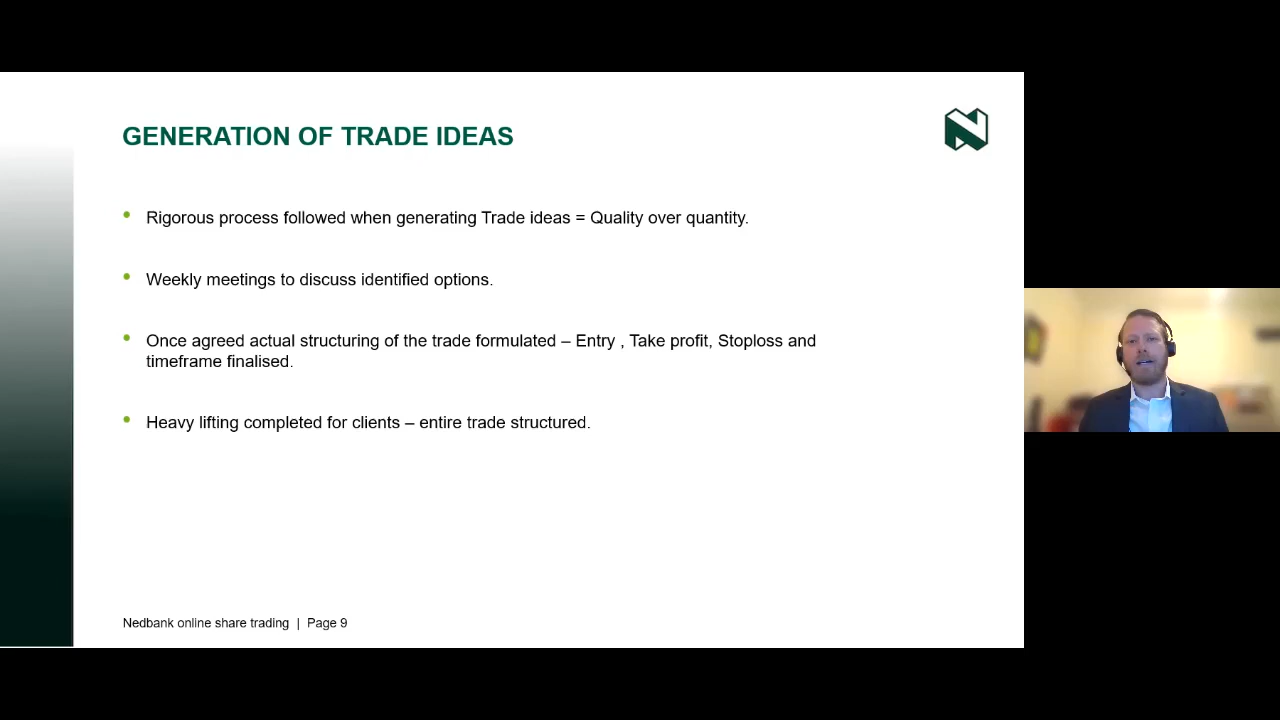 GENERATION OF TRADE IDEAS
• Rigorous process followed when generating Trade ideas = Quality over quantity.
• Weekly meetings to discuss identified options.
• Once agreed actual structuring of the trade formulated – Entry , Take profit, Stoploss and
timeframe finalised.
• Heavy lifting completed for clients – entire trade structured.
Nedbank online share trading | Page 9